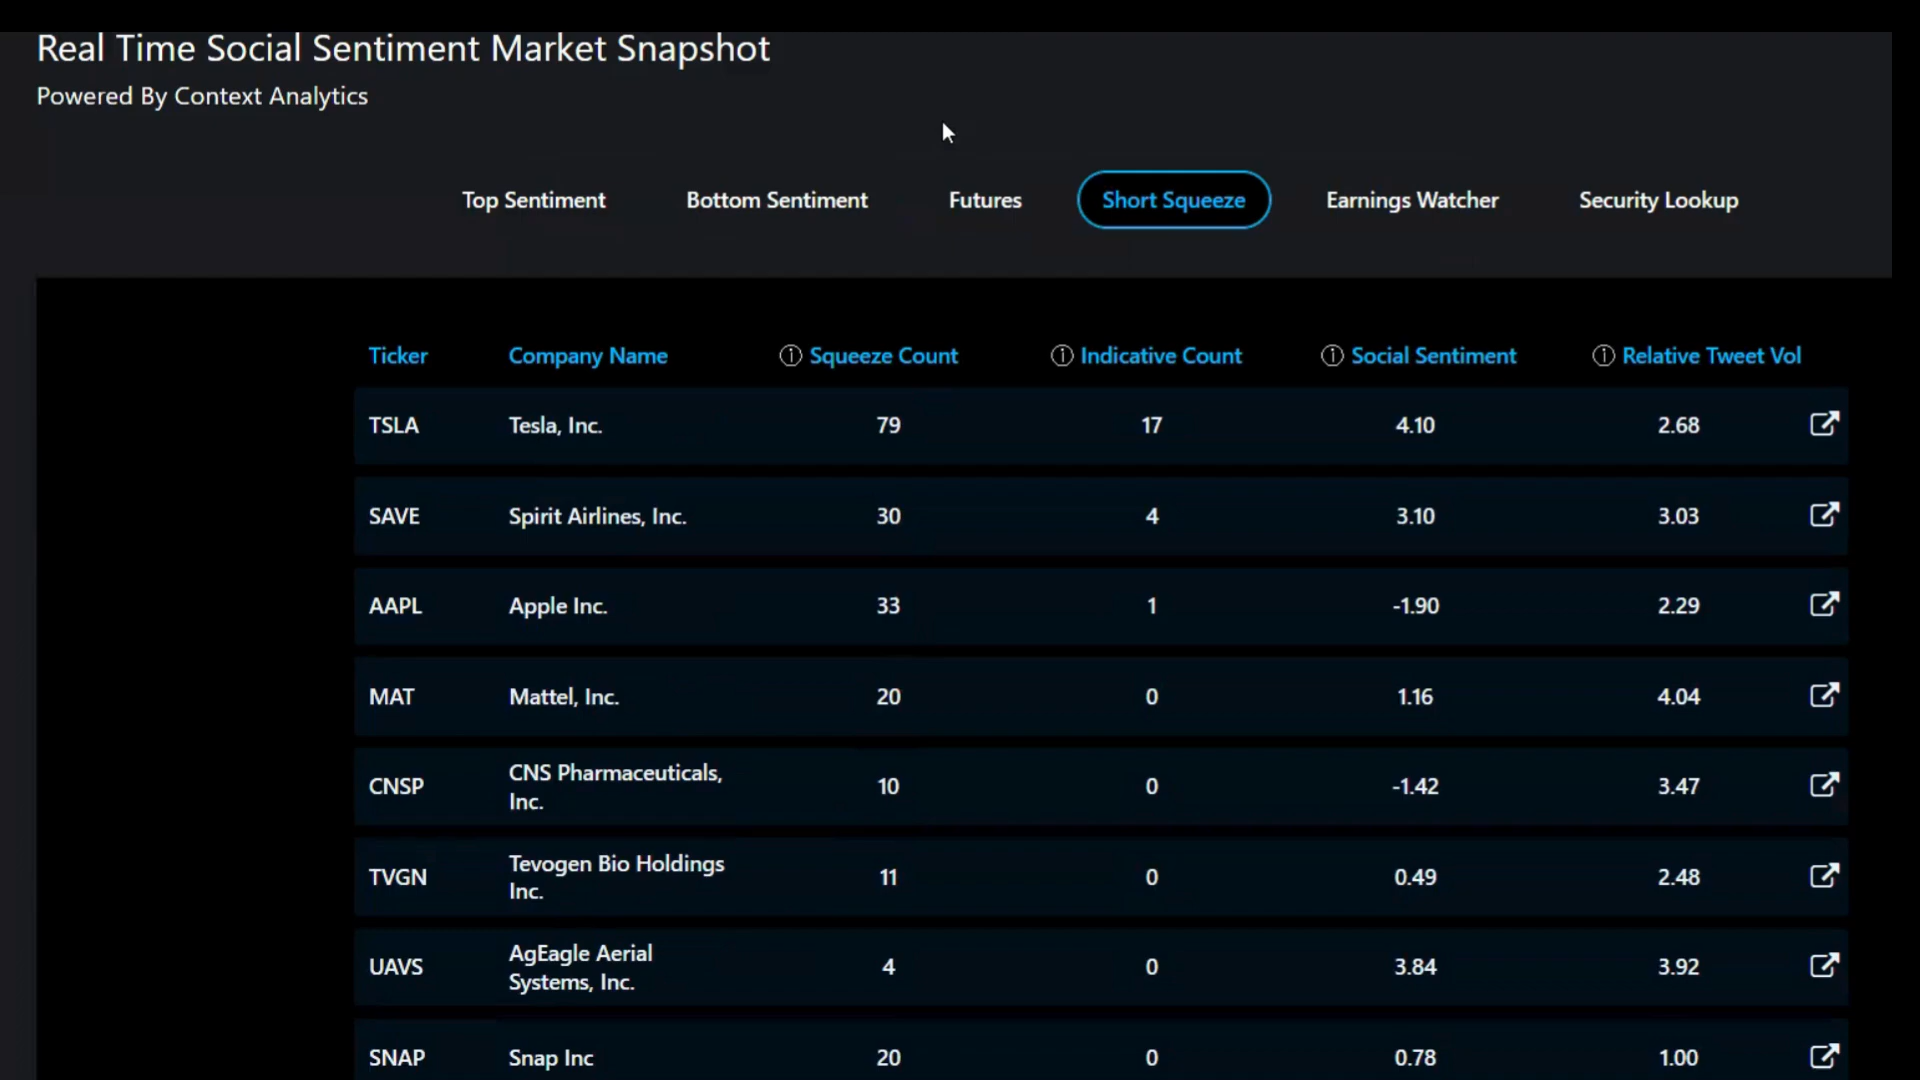 Real Time Social Sentiment Market Snapshot
Powered By Context Analytics
Top Sentiment Bottom Sentiment Futures Short Squeeze Earnings Watcher Security Lookup
Ticker Company Name Squeeze Count Indicative Count Social Sentiment Relative Tweet Vol
TSLA Tesla, Inc. 79 17 4.10 2.68
SAVE Spirit Airlines, Inc. 30 4 3.10 3.03
AAPL Apple Inc. 33 1 -1.90 2.29
MAT Mattel, Inc. 20 0 1.16 4.04
CNSP CNS Pharmaceuticals,
Inc. 10 0 -1.42 3.47
TVGN Tevogen Bio Holdings
Inc. 11 0 0.49 2.48
UAVS AgEagle Aerial
Systems, Inc. 4 0 3.84 3.92
SNAP Snap Inc 20 0 0.78 1.00